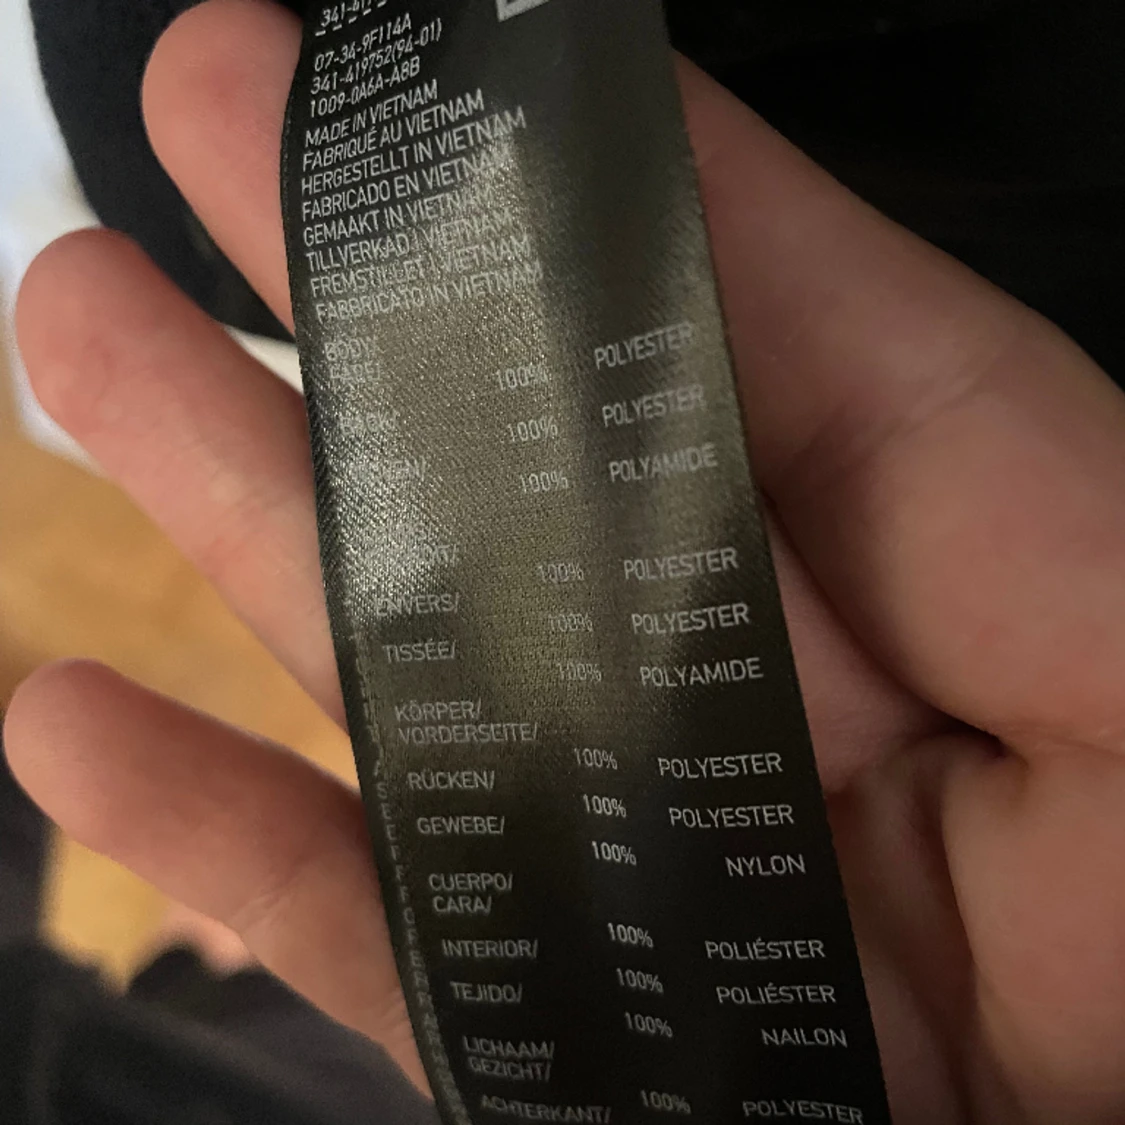 07-34-9F114A
341-419752(94-01)
1009-0A6A-A8B
MADE IN VIETNAM
FABRIQUÉ AU VIETNAM
HERGESTELLT IN VIETNAM
FABRICADO EN VIETNAM
GEMAAKT IN VIETNAM
TILLVERKAD I VIETNAM
FREMSTILLET I VIETNAM
FABBRICATO IN VIETNAM
BODY
100% POLYESTER
100% POLYESTER
100% POLYAMIDE
100% POLYESTER
ENVERS/
100% POLYESTER
TISSÉE/
100% POLYAMIDE
KÖRPER/
VORDERSEITE/
100% POLYESTER
RÜCKEN/
100% POLYESTER
GEWEBE/
100% NYLON
CUERPO/
CARA/
100% POLIÉSTER
INTERIOR/
100% POLIÉSTER
TEJIDO/
100% NAILON
LICHAAM/
GEZICHT/
100% POLYESTER
ACHTERKANT/